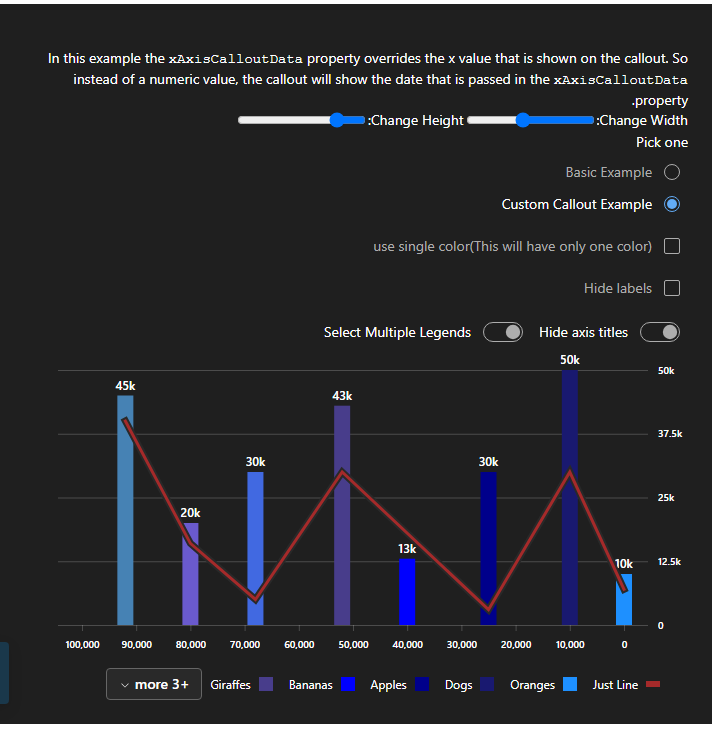 In this example the xAxisCalloutData property overrides the x value that is shown on the callout. So
instead of a numeric value, the callout will show the date that is passed in the xAxisCalloutData
.property
:Change Width :Change Height
Pick one
Basic Example
Custom Callout Example
use single color(This will have only one color)
Hide labels
Hide axis titles Select Multiple Legends
50k
50k
45k
43k
37.5k
30k
30k
25k
20k
13k
12.5k
10k
0
100,000 90,000 80,000 70,000 60,000 50,000 40,000 30,000 20,000 10,000 0
more 3+ Giraffes Bananas Apples Dogs Oranges Just Line